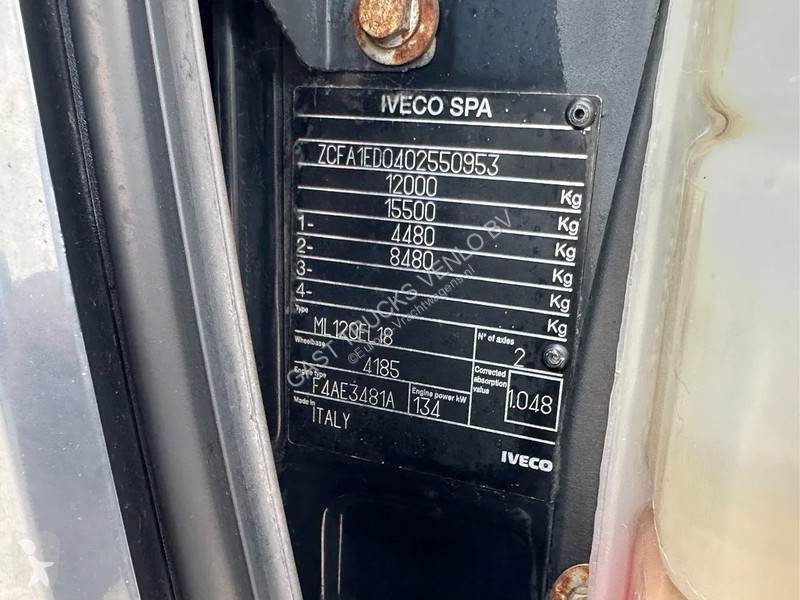 IVECO SPA
ZCFA1ED0402550953
12000 Kg
15500 Kg
1- 4480 Kg
2- 8480 Kg
3- Kg
4- Kg
Type ML120EL18 N° of axles 2
Wheelbase 4185 Corrected absorption value 1.048
Engine type F4AE3481A Engine power kW 134
Made in ITALY
IVECO
GAST TRUCKS VENLO BV